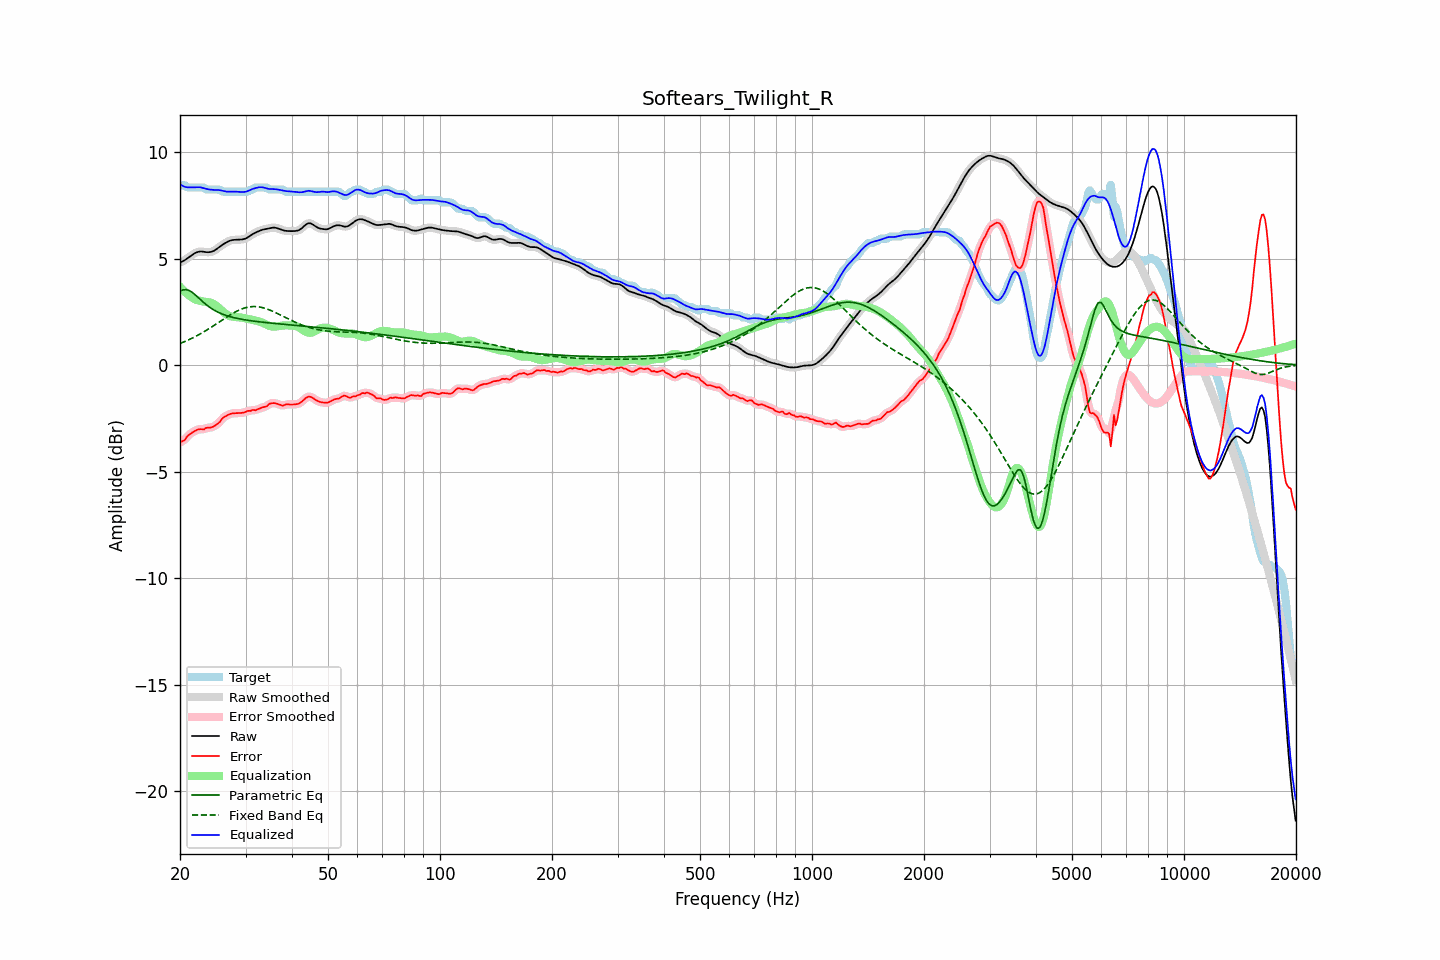 Softears_Twilight_R
10
5
0
−5
−10
−15
−20
Amplitude (dBr)
Target
Raw Smoothed
Error Smoothed
Raw
Error
Equalization
Parametric Eq
Fixed Band Eq
Equalized
20 50 100 200 500 1000 2000 5000 10000 20000
Frequency (Hz)